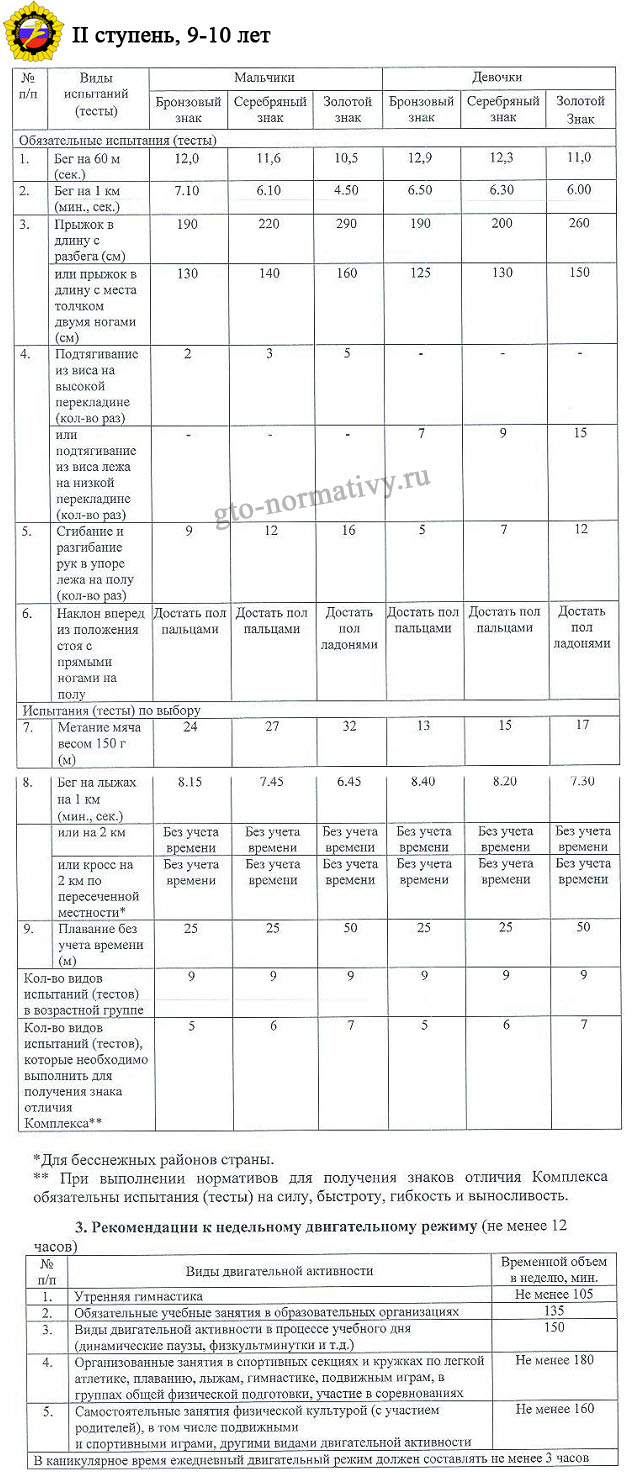 II ступень, 9-10 лет
№ Виды Мальчики Девочки
п/п испытаний Бронзовый Серебряный Золотой Бронзовый Серебряный Золотой
(тесты) знак знак знак знак знак Знак
Обязательные испытания (тесты)
1. Бег на 60 м 12,0 11,6 10,5 12,9 12,3 11,0
(сек.)
2. Бег на 1 км 7.10 6.10 4.50 6.50 6.30 6.00
(мин., сек.)
3. Прыжок в 190 220 290 190 200 260
длину с
разбега (см)
или прыжок в 130 140 160 125 130 150
длину с места
толчком
двумя ногами
(см)
4. Подтягивание 2 3 5 - - -
из виса на
высокой
перекладине
(кол-во раз)
или - - - 7 9 15
подтягивание
из виса лежа
на низкой
перекладине
(кол-во раз)
gto-normativy.ru
5. Сгибание и 9 12 16 5 7 12
разгибание
рук в упоре
лежа на полу
(кол-во раз)
6. Наклон вперед Достать пол Достать пол Достать Достать пол Достать пол Достать
из положения пальцами пальцами пол пальцами пальцами пол
стоя с ладонями ладонями
прямыми
ногами на
полу
Испытания (тесты) по выбору
7. Метание мяча 24 27 32 13 15 17
весом 150 г
(м)
8. Бег на лыжах 8.15 7.45 6.45 8.40 8.20 7.30
на 1 км
(мин., сек.)
или на 2 км Без учета Без учета Без учета Без учета Без учета Без учета
времени времени времени времени времени времени
или кросс на Без учета Без учета Без учета Без учета Без учета Без учета
2 км по времени времени времени времени времени времени
пересеченной
местности*
9. Плавание без 25 25 50 25 25 50
учета времени
(м)
Кол-во видов 9 9 9 9 9 9
испытаний (тестов)
в возрастной группе
Кол-во видов 5 6 7 5 6 7
испытаний (тестов),
которые необходимо
выполнить для
получения знака
отличия
Комплекса**
*Для бесснежных районов страны.
** При выполнении нормативов для получения знаков отличия Комплекса
обязательны испытания (тесты) на силу, быстроту, гибкость и выносливость.
3. Рекомендации к недельному двигательному режиму (не менее 12
часов)
№ Виды двигательной активности Временной объем
п/п в неделю, мин.
1. Утренняя гимнастика Не менее 105
2. Обязательные учебные занятия в образовательных организациях 135
3. Виды двигательной активности в процессе учебного дня 150
(динамические паузы, физкультминутки и т.д.)
4. Организованные занятия в спортивных секциях и кружках по легкой Не менее 180
атлетике, плаванию, лыжам, гимнастике, подвижным играм, в
группах общей физической подготовки, участие в соревнованиях
5. Самостоятельные занятия физической культурой (с участием Не менее 160
родителей), в том числе подвижными
и спортивными играми, другими видами двигательной активности
В каникулярное время ежедневный двигательный режим должен составлять не менее 3 часов